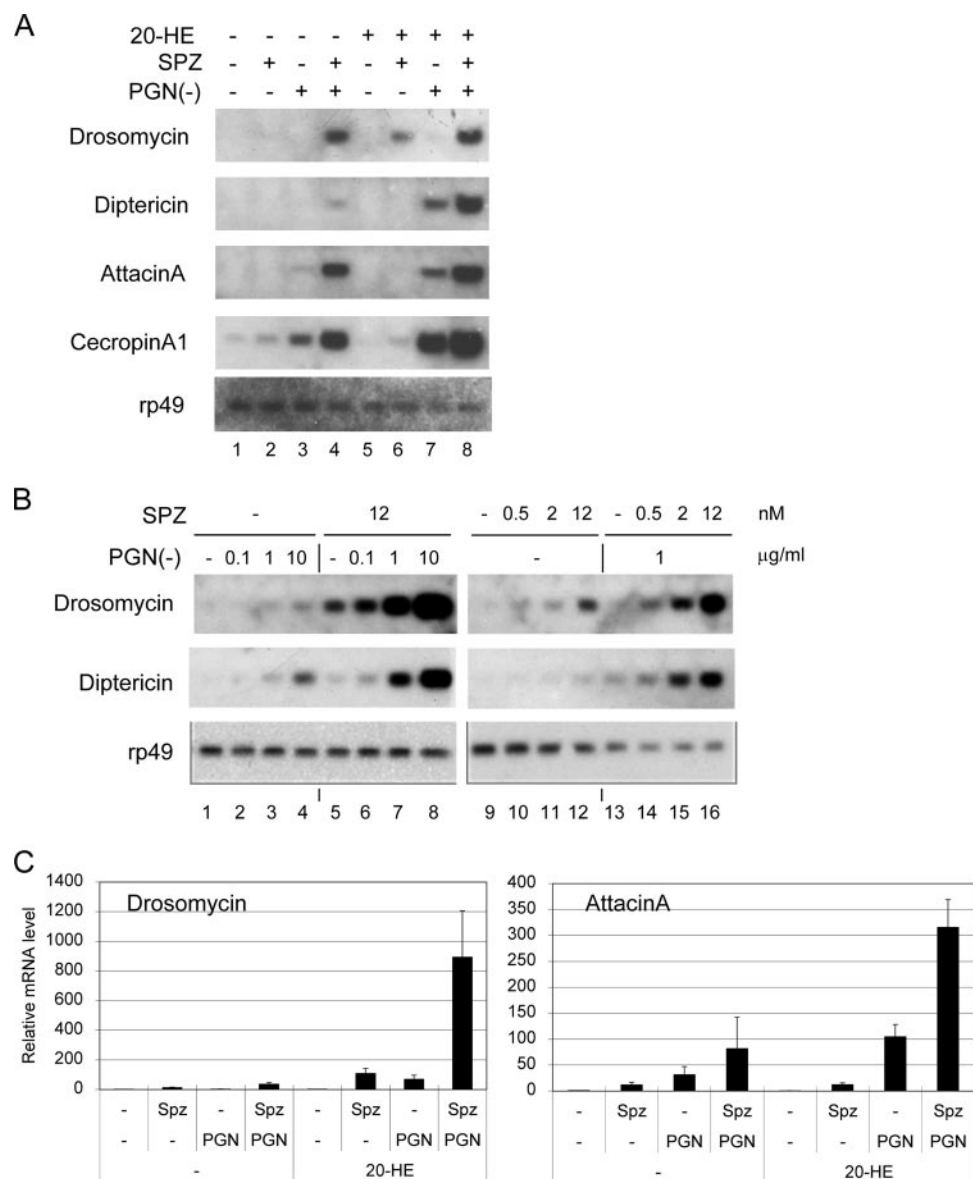 A
20-HE - - - - + + + +
SPZ - + - + - + - +
PGN(-) - - + + - - + +
Drosomycin
Diptericin
AttacinA
CecropinA1
rp49
1 2 3 4 5 6 7 8
B
SPZ - 12 - 0.5 2 12 - 0.5 2 12 nM
PGN(-) - 0.1 1 10 - 0.1 1 10 - 1 μg/ml
Drosomycin
Diptericin
rp49
1 2 3 4 5 6 7 8 9 10 11 12 13 14 15 16
C
Relative mRNA level
1400
1200
1000
800
600
400
200
0
Drosomycin
- Spz - Spz - Spz - Spz
- - PGN PGN - - PGN PGN
- 20-HE
400
350
300
250
200
150
100
50
0
AttacinA
- Spz - Spz - Spz - Spz
- - PGN PGN - - PGN PGN
- 20-HE